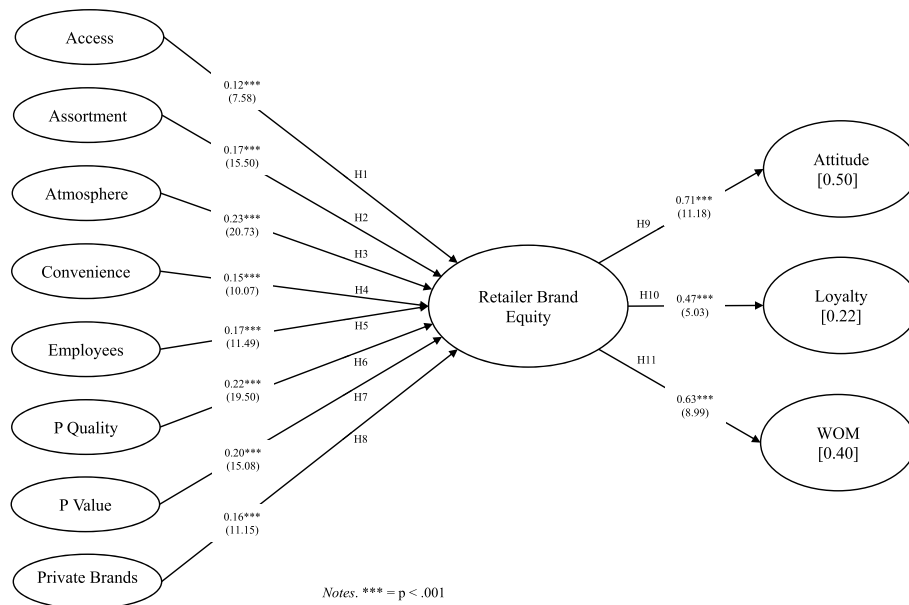 Access
0.12***
(7.58)
H1
Assortment
0.17***
(15.50)
H2
Atmosphere
0.23***
(20.73)
H3
Convenience
0.15***
(10.07)
H4
Employees
0.17***
(11.49)
H5
P Quality
0.22***
(19.50)
H6
P Value
0.20***
(15.08)
H7
Private Brands
0.16***
(11.15)
H8
Retailer Brand
Equity
H9
0.71***
(11.18)
Attitude
[0.50]
H10
0.47***
(5.03)
Loyalty
[0.22]
H11
0.63***
(8.99)
WOM
[0.40]
Notes. *** = p < .001